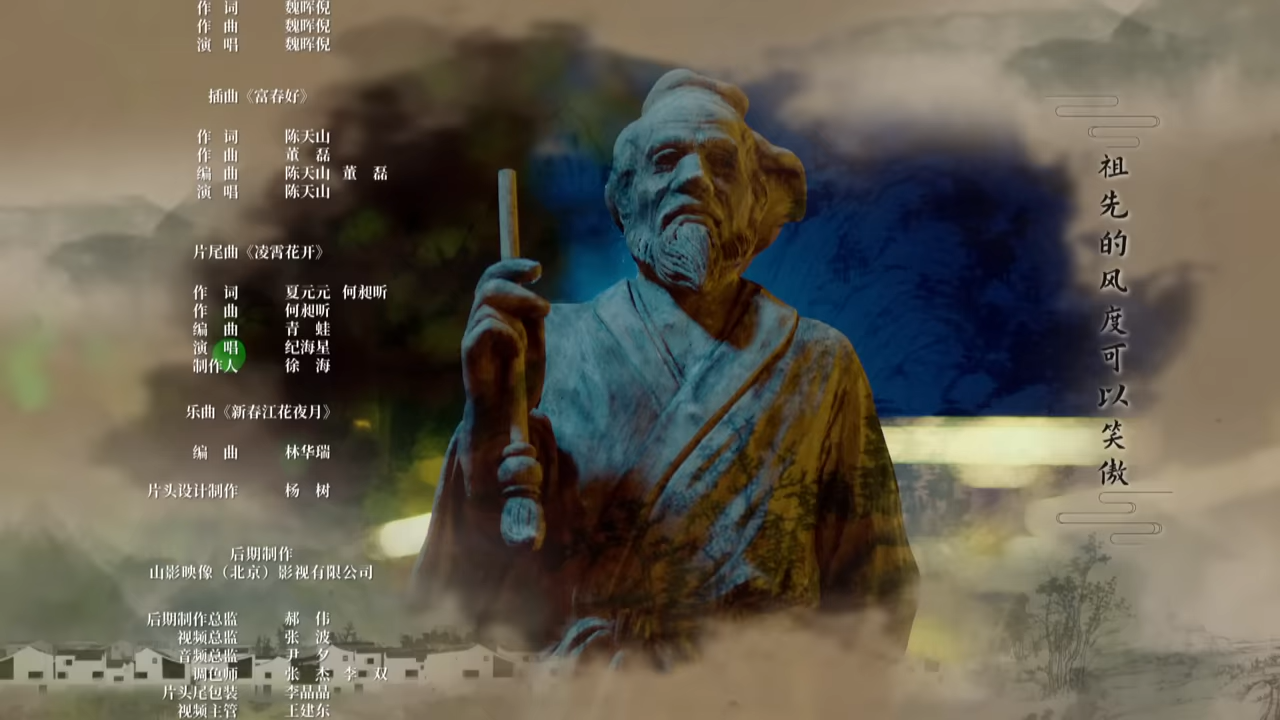 作 词 魏晖倪
作 曲 魏晖倪
演 唱 魏晖倪
插曲《富春好》
作 词 陈天山
作 曲 董 磊
编 曲 陈天山 董 磊
演 唱 陈天山
片尾曲《凌霄花开》
作 词 夏元元 何昶昕
作 曲 何昶昕
编 曲 青 蛙
演 唱 纪海星
制作人 徐 海
乐曲《新春江花夜月》
编 曲 林华瑞
片头设计制作 杨 树
后期制作
山影映像（北京）影视有限公司
后期制作总监 郝 伟
视频总监 张 波
音频总监 尹 夕
调色师 张 杰 李 双
片头尾包装 李晶晶
视频主管 王建东
祖先的风度可以笑傲